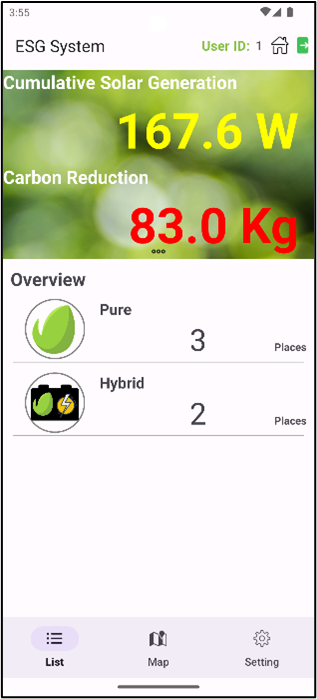 3:55
ESG System
User ID: 1
Cumulative Solar Generation
167.6 W
Carbon Reduction
83.0 Kg
Overview
Pure
3 Places
Hybrid
2 Places
List Map Setting